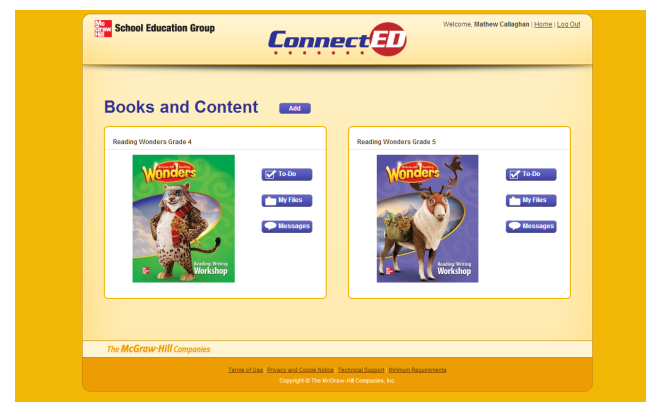 Mc Graw Hill School Education Group
ConnectED
Welcome, Mathew Callaghan | Home | Log Out
Books and Content Add
Reading Wonders Grade 4
Wonders
Reading/Writing
Workshop
To-Do
My Files
Messages
Reading Wonders Grade 5
Wonders
Reading/Writing
Workshop
To-Do
My Files
Messages
The McGraw-Hill Companies
Terms of Use Privacy and Cookie Notice Technical Support Minimum Requirements
Copyright © The McGraw-Hill Companies, Inc.